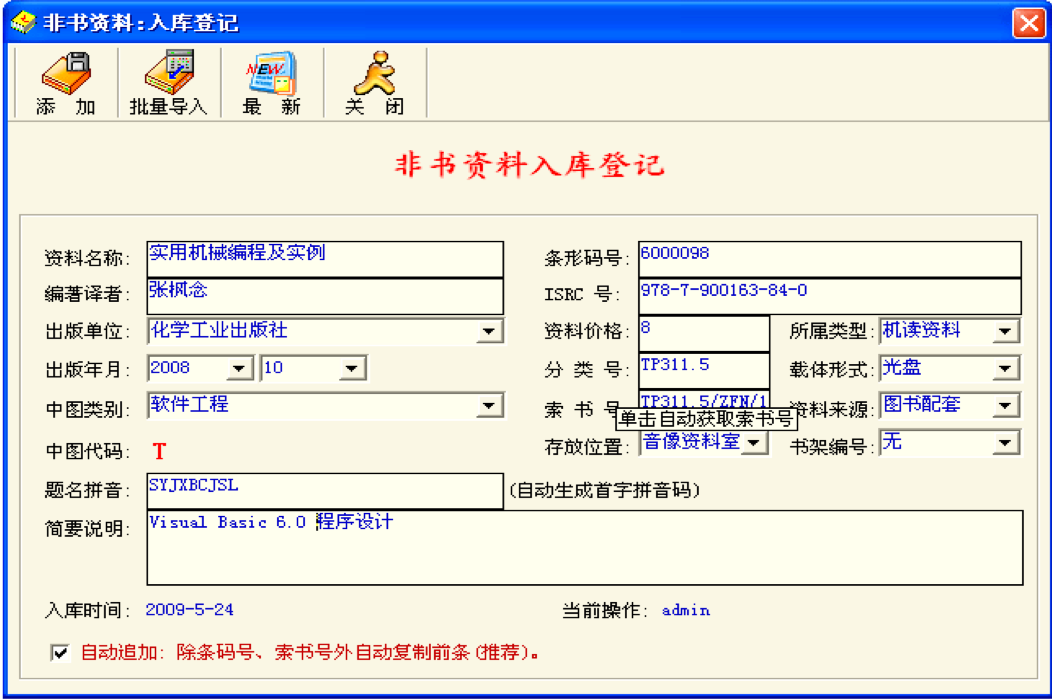 非书资料:入库登记
添 加 批量导入 NEW 最 新 关 闭
非书资料入库登记
资料名称: 实用机械编程及实例 条形码号: 6000098
编著译者: 张枫念 ISRC 号: 978-7-900163-84-0
出版单位: 化学工业出版社 资料价格: 8 所属类型: 机读资料
出版年月: 2008 10 分 类 号: TP311.5 载体形式: 光盘
中图类别: 软件工程 索 书 号 TP311.5/ZFN/1 资料来源: 图书配套
单击自动获取索书号
中图代码: T 存放位置: 音像资料室 书架编号: 无
题名拼音: SYJXBCJSL (自动生成首字拼音码)
简要说明: Visual Basic 6.0 程序设计
入库时间: 2009-5-24 当前操作: admin
自动追加: 除条码号、索书号外自动复制前条(推荐)。